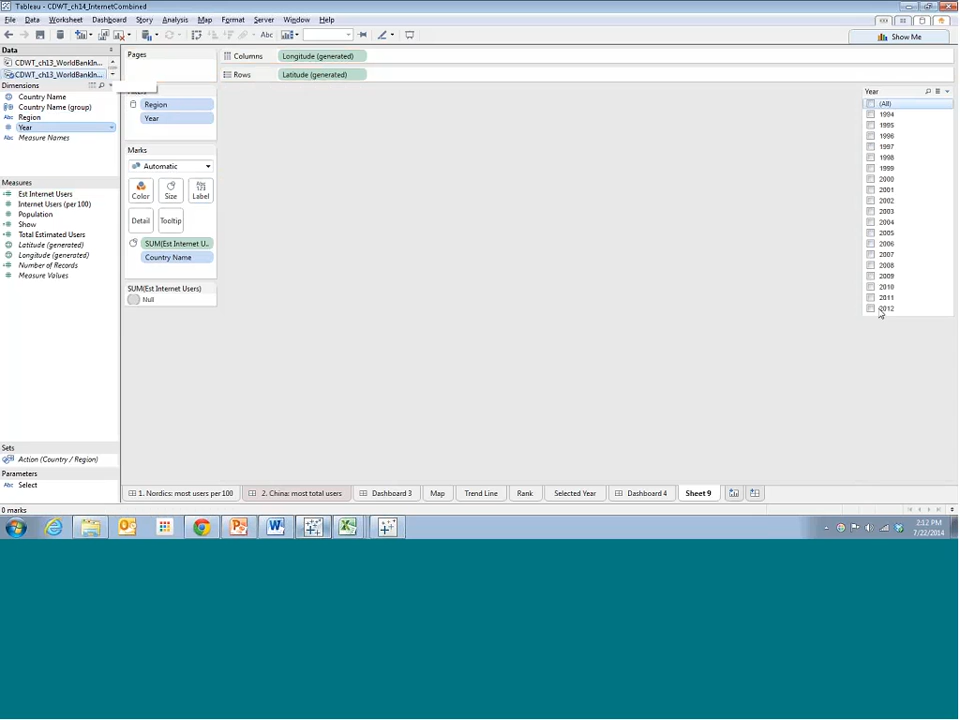 Tableau - CDWT_ch14_InternetCombined
File Data Worksheet Dashboard Story Analysis Map Format Server Window Help
Abc
Show Me
Data
CDWT_ch13_WorldBankIn...
CDWT_ch13_WorldBankIn...
Dimensions
Country Name
Country Name (group)
Abc Region
Year
Abc Measure Names
Measures
Est Internet Users
Internet Users (per 100)
Population
Show
Total Estimated Users
Latitude (generated)
Longitude (generated)
Number of Records
Measure Values
Sets
Action (Country / Region)
Parameters
Abc Select
Pages
Region
Year
Marks
Automatic
Color Size Abc 123 Label
Detail Tooltip
SUM(Est Internet U..
Country Name
SUM(Est Internet Users)
Null
Columns Longitude (generated)
Rows Latitude (generated)
Year
(All)
1994
1995
1996
1997
1998
1999
2000
2001
2002
2003
2004
2005
2006
2007
2008
2009
2010
2011
2012
1. Nordics: most users per 100 2. China: most total users Dashboard 3 Map Trend Line Rank Selected Year Dashboard 4 Sheet 9
0 marks
2:12 PM
7/22/2014